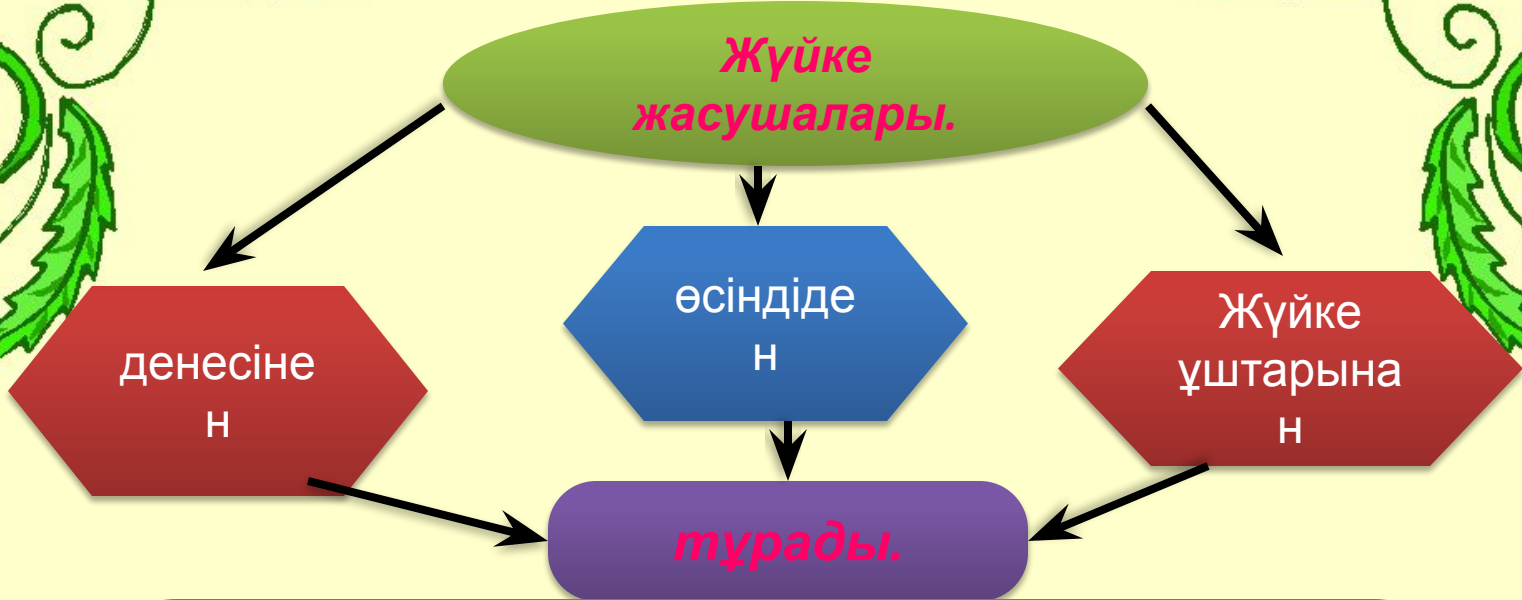 Жүйке
жасушалары.
денесіне
н
өсіндіде
н
Жүйке
ұштарына
н
тұрады.